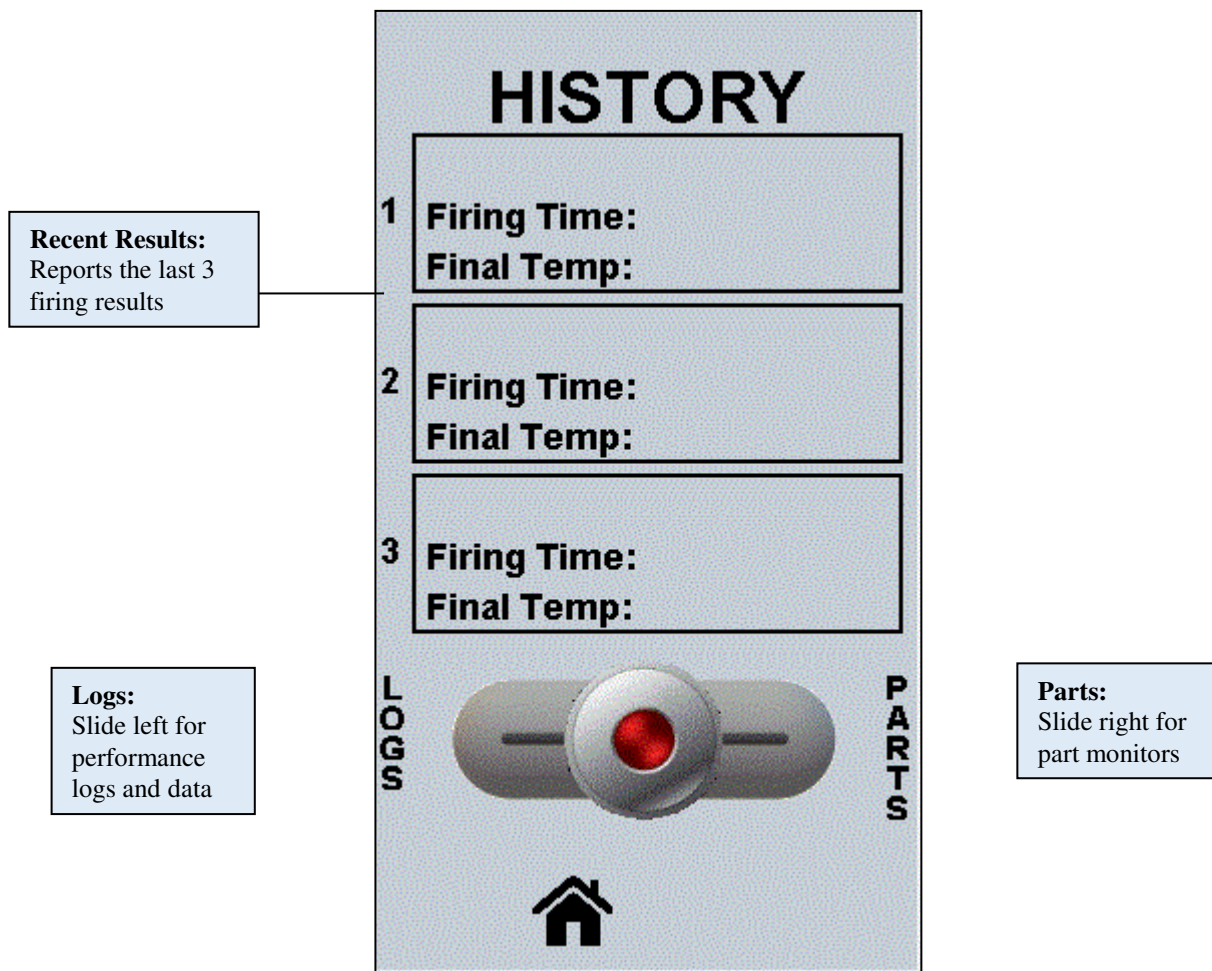 HISTORY
1
Firing Time:
Final Temp:
Recent Results:
Reports the last 3
firing results
2
Firing Time:
Final Temp:
3
Firing Time:
Final Temp:
Logs:
Slide left for
performance
logs and data
LOGS
PARTS
Parts:
Slide right for
part monitors